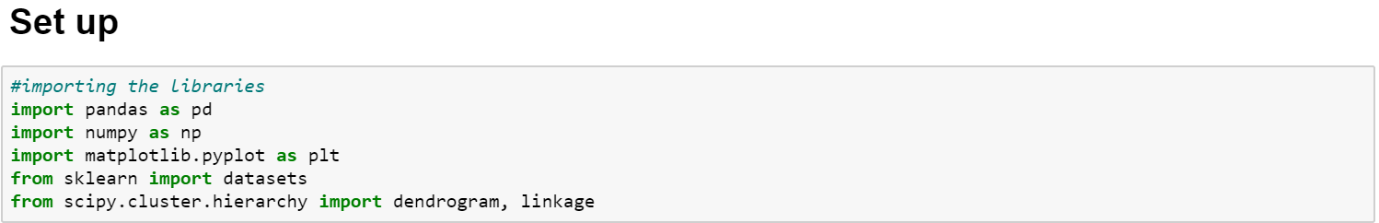 Set up
#importing the libraries
import pandas as pd
import numpy as np
import matplotlib.pyplot as plt
from sklearn import datasets
from scipy.cluster.hierarchy import dendrogram, linkage